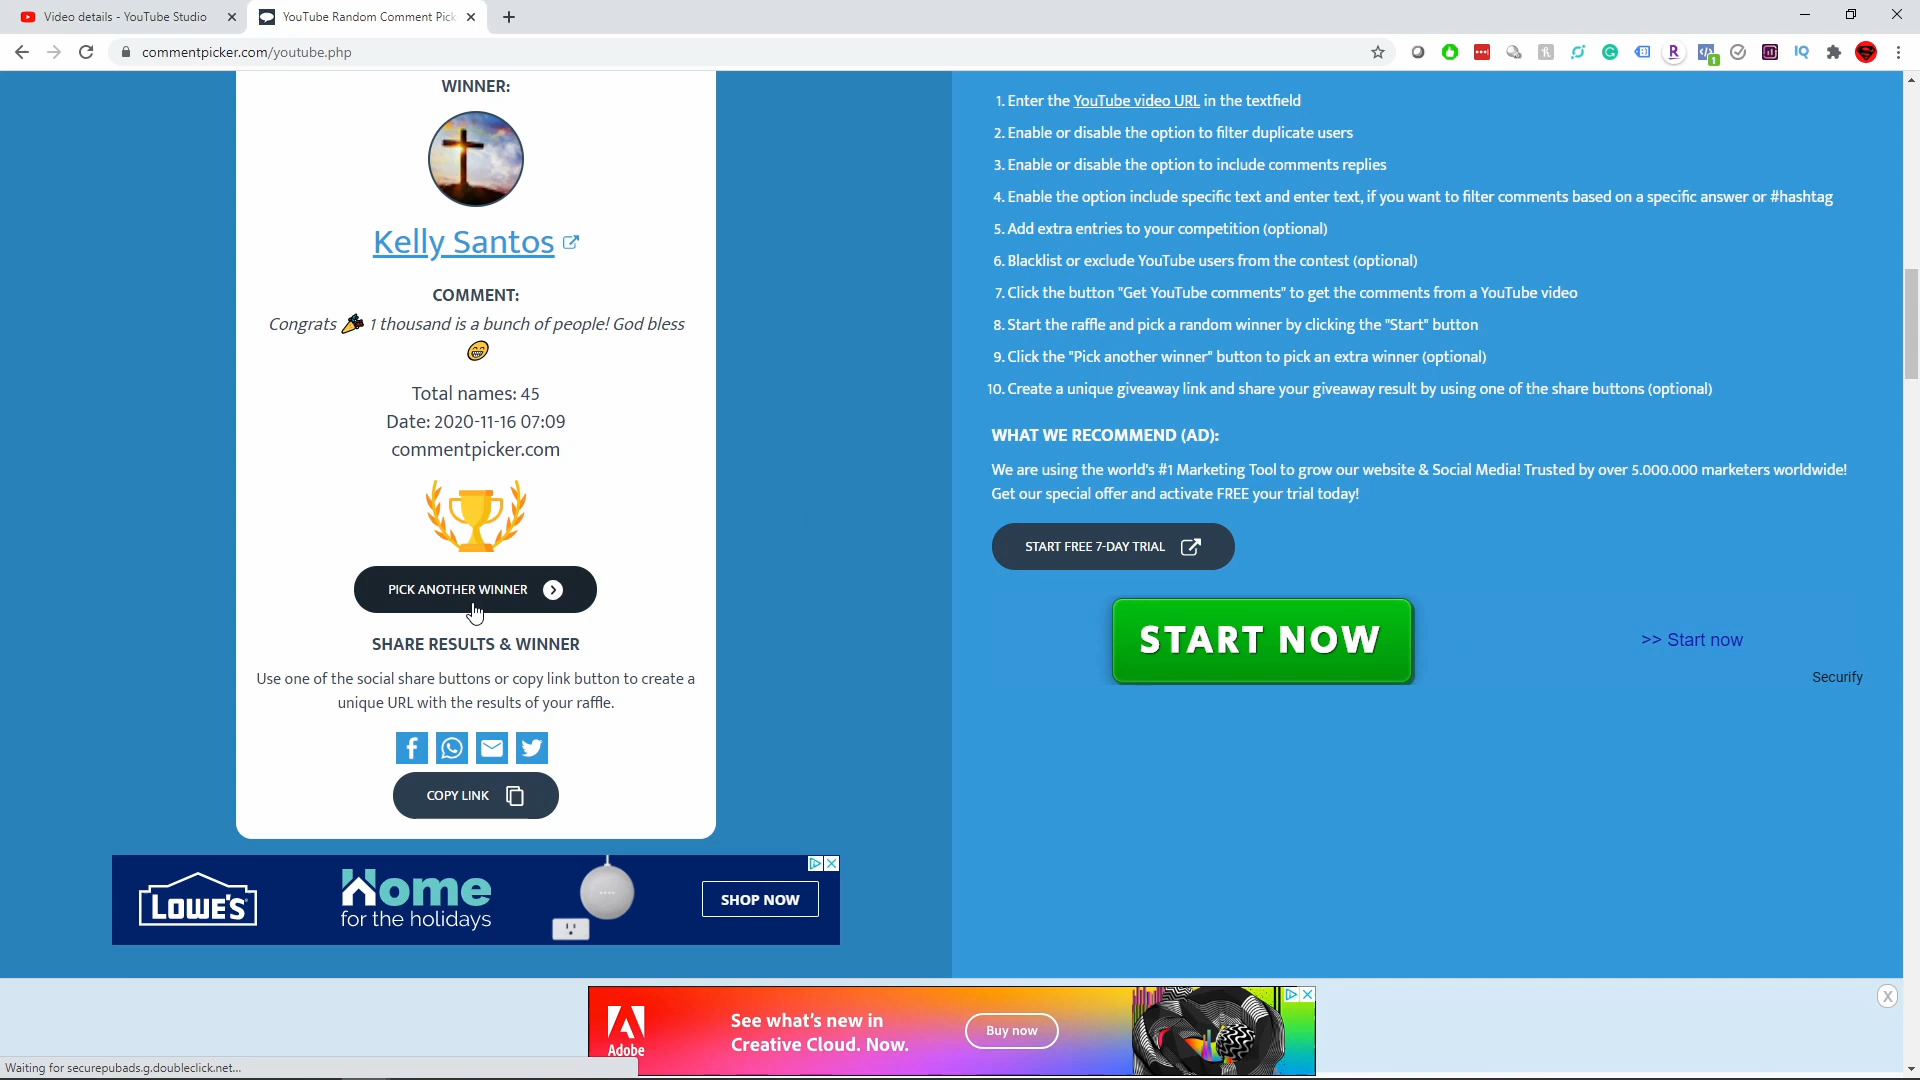 Video details - YouTube Studio
YouTube Random Comment Pick
commentpicker.com/youtube.php
WINNER:
Kelly Santos
COMMENT:
Congrats 🎉 1 thousand is a bunch of people! God bless
😁
Total names: 45
Date: 2020-11-16 07:09
commentpicker.com
PICK ANOTHER WINNER
SHARE RESULTS & WINNER
Use one of the social share buttons or copy link button to create a
unique URL with the results of your raffle.
COPY LINK
LOWE'S
Home
for the holidays
SHOP NOW
1. Enter the YouTube video URL in the textfield
2. Enable or disable the option to filter duplicate users
3. Enable or disable the option to include comments replies
4. Enable the option include specific text and enter text, if you want to filter comments based on a specific answer or #hashtag
5. Add extra entries to your competition (optional)
6. Blacklist or exclude YouTube users from the contest (optional)
7. Click the button "Get YouTube comments" to get the comments from a YouTube video
8. Start the raffle and pick a random winner by clicking the "Start" button
9. Click the "Pick another winner" button to pick an extra winner (optional)
10. Create a unique giveaway link and share your giveaway result by using one of the share buttons (optional)
WHAT WE RECOMMEND (AD):
We are using the world's #1 Marketing Tool to grow our website & Social Media! Trusted by over 5.000.000 marketers worldwide!
Get our special offer and activate FREE your trial today!
START FREE 7-DAY TRIAL
START NOW
>> Start now
Securify
Adobe
See what's new in
Creative Cloud. Now.
Buy now
X
Waiting for securepubads.g.doubleclick.net...